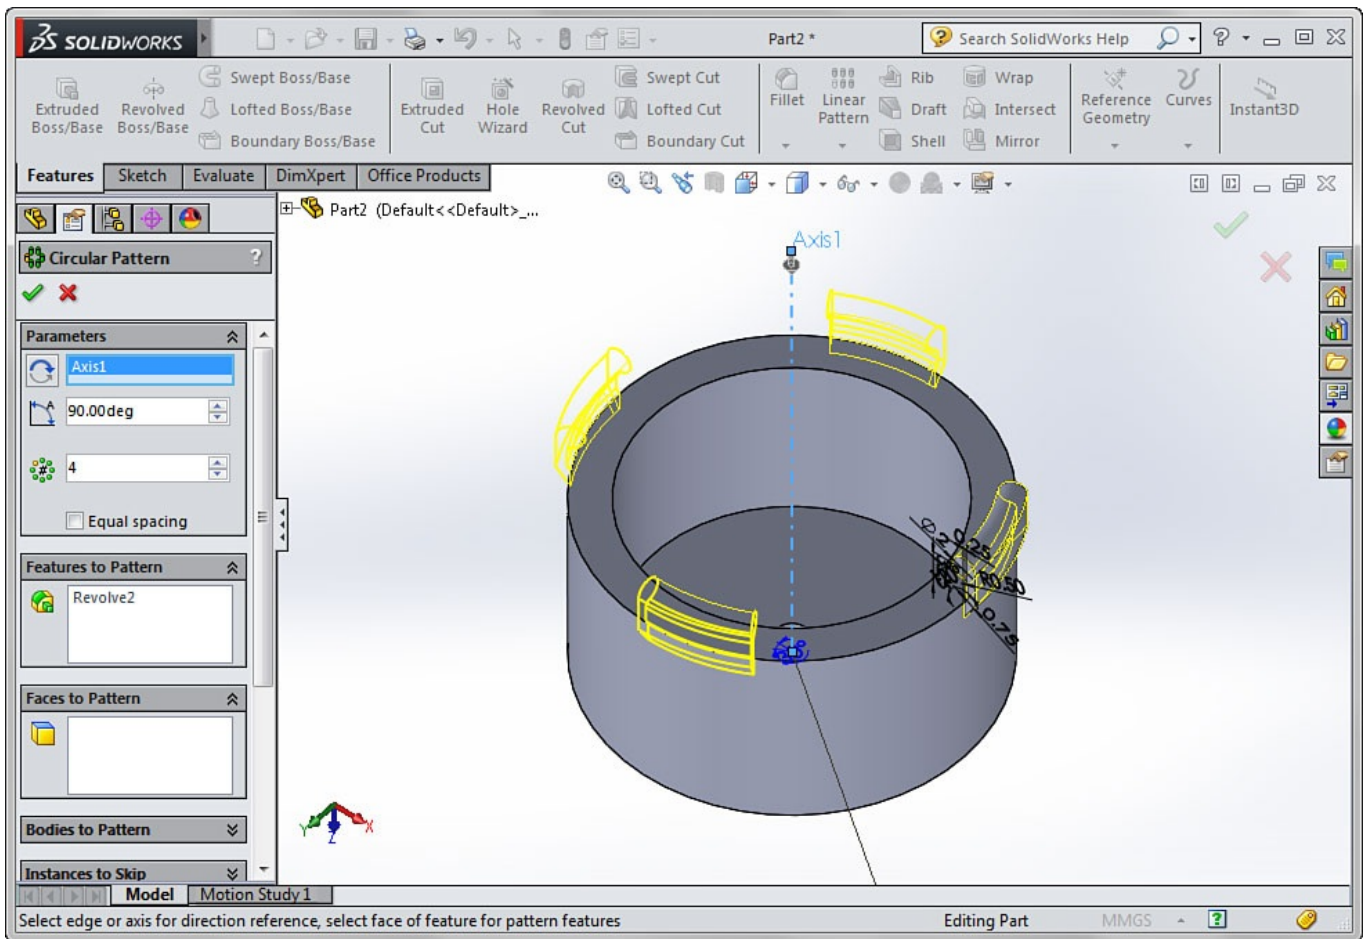 SOLIDWORKS
Part2 *
Search SolidWorks Help
Extruded Boss/Base
Revolved Boss/Base
Swept Boss/Base
Lofted Boss/Base
Boundary Boss/Base
Extruded Cut
Hole Wizard
Revolved Cut
Swept Cut
Lofted Cut
Boundary Cut
Fillet
Linear Pattern
Rib
Draft
Shell
Wrap
Intersect
Mirror
Reference Geometry
Curves
Instant3D
Features
Sketch
Evaluate
DimXpert
Office Products
Part2 (Default<<Default>_...
Circular Pattern
?
Parameters
Axis1
90.00deg
4
Equal spacing
Features to Pattern
Revolve2
Faces to Pattern
Bodies to Pattern
Instances to Skip
Axis1
0.25
R0.50
0.75
Y
X
Z
Model
Motion Study 1
Select edge or axis for direction reference, select face of feature for pattern features
Editing Part
MMGS